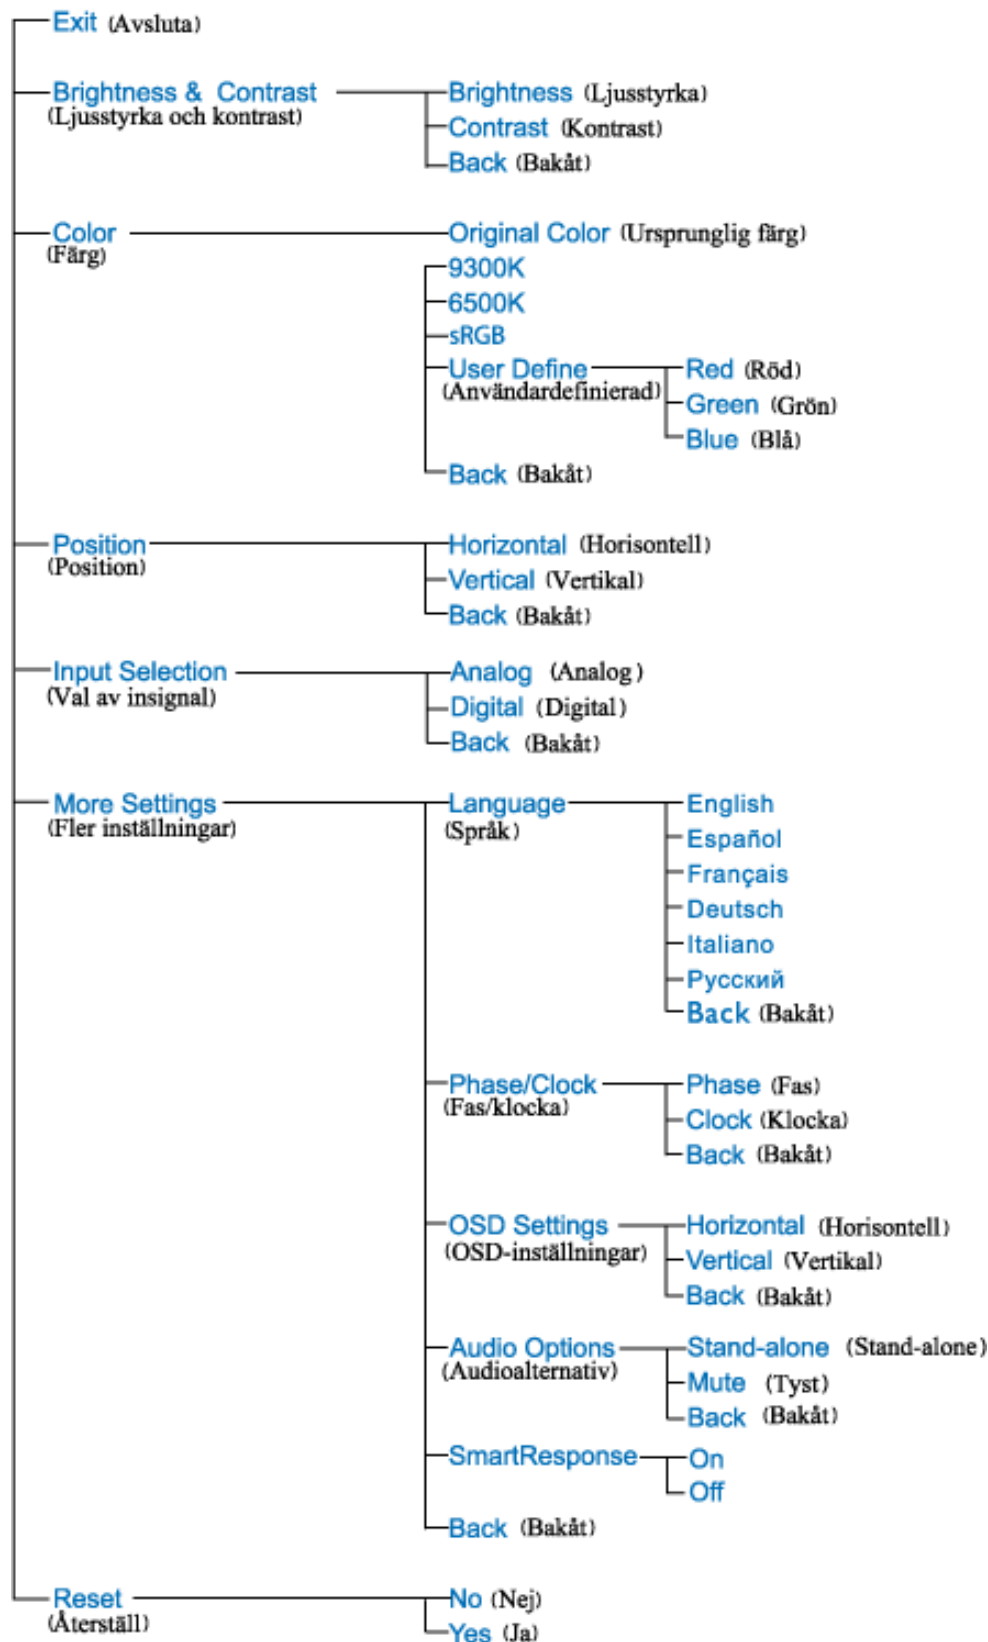 Exit (Avsluta)
Brightness & Contrast
(Ljusstyrka och kontrast)
Brightness (Ljusstyrka)
Contrast (Kontrast)
Back (Bakåt)
Color
(Färg)
Original Color (Ursprunglig färg)
9300K
6500K
sRGB
User Define
(Användardefinierad)
Red (Röd)
Green (Grön)
Blue (Blå)
Back (Bakåt)
Position
(Position)
Horizontal (Horisontell)
Vertical (Vertikal)
Back (Bakåt)
Input Selection
(Val av insignal)
Analog (Analog)
Digital (Digital)
Back (Bakåt)
More Settings
(Fler inställningar)
Language
(Språk)
English
Español
Français
Deutsch
Italiano
Русский
Back (Bakåt)
Phase/Clock
(Fas/klocka)
Phase (Fas)
Clock (Klocka)
Back (Bakåt)
OSD Settings
(OSD-inställningar)
Horizontal (Horisontell)
Vertical (Vertikal)
Back (Bakåt)
Audio Options
(Audioalternativ)
Stand-alone (Stand-alone)
Mute (Tyst)
Back (Bakåt)
SmartResponse
On
Off
Back (Bakåt)
Reset
(Återställ)
No (Nej)
Yes (Ja)